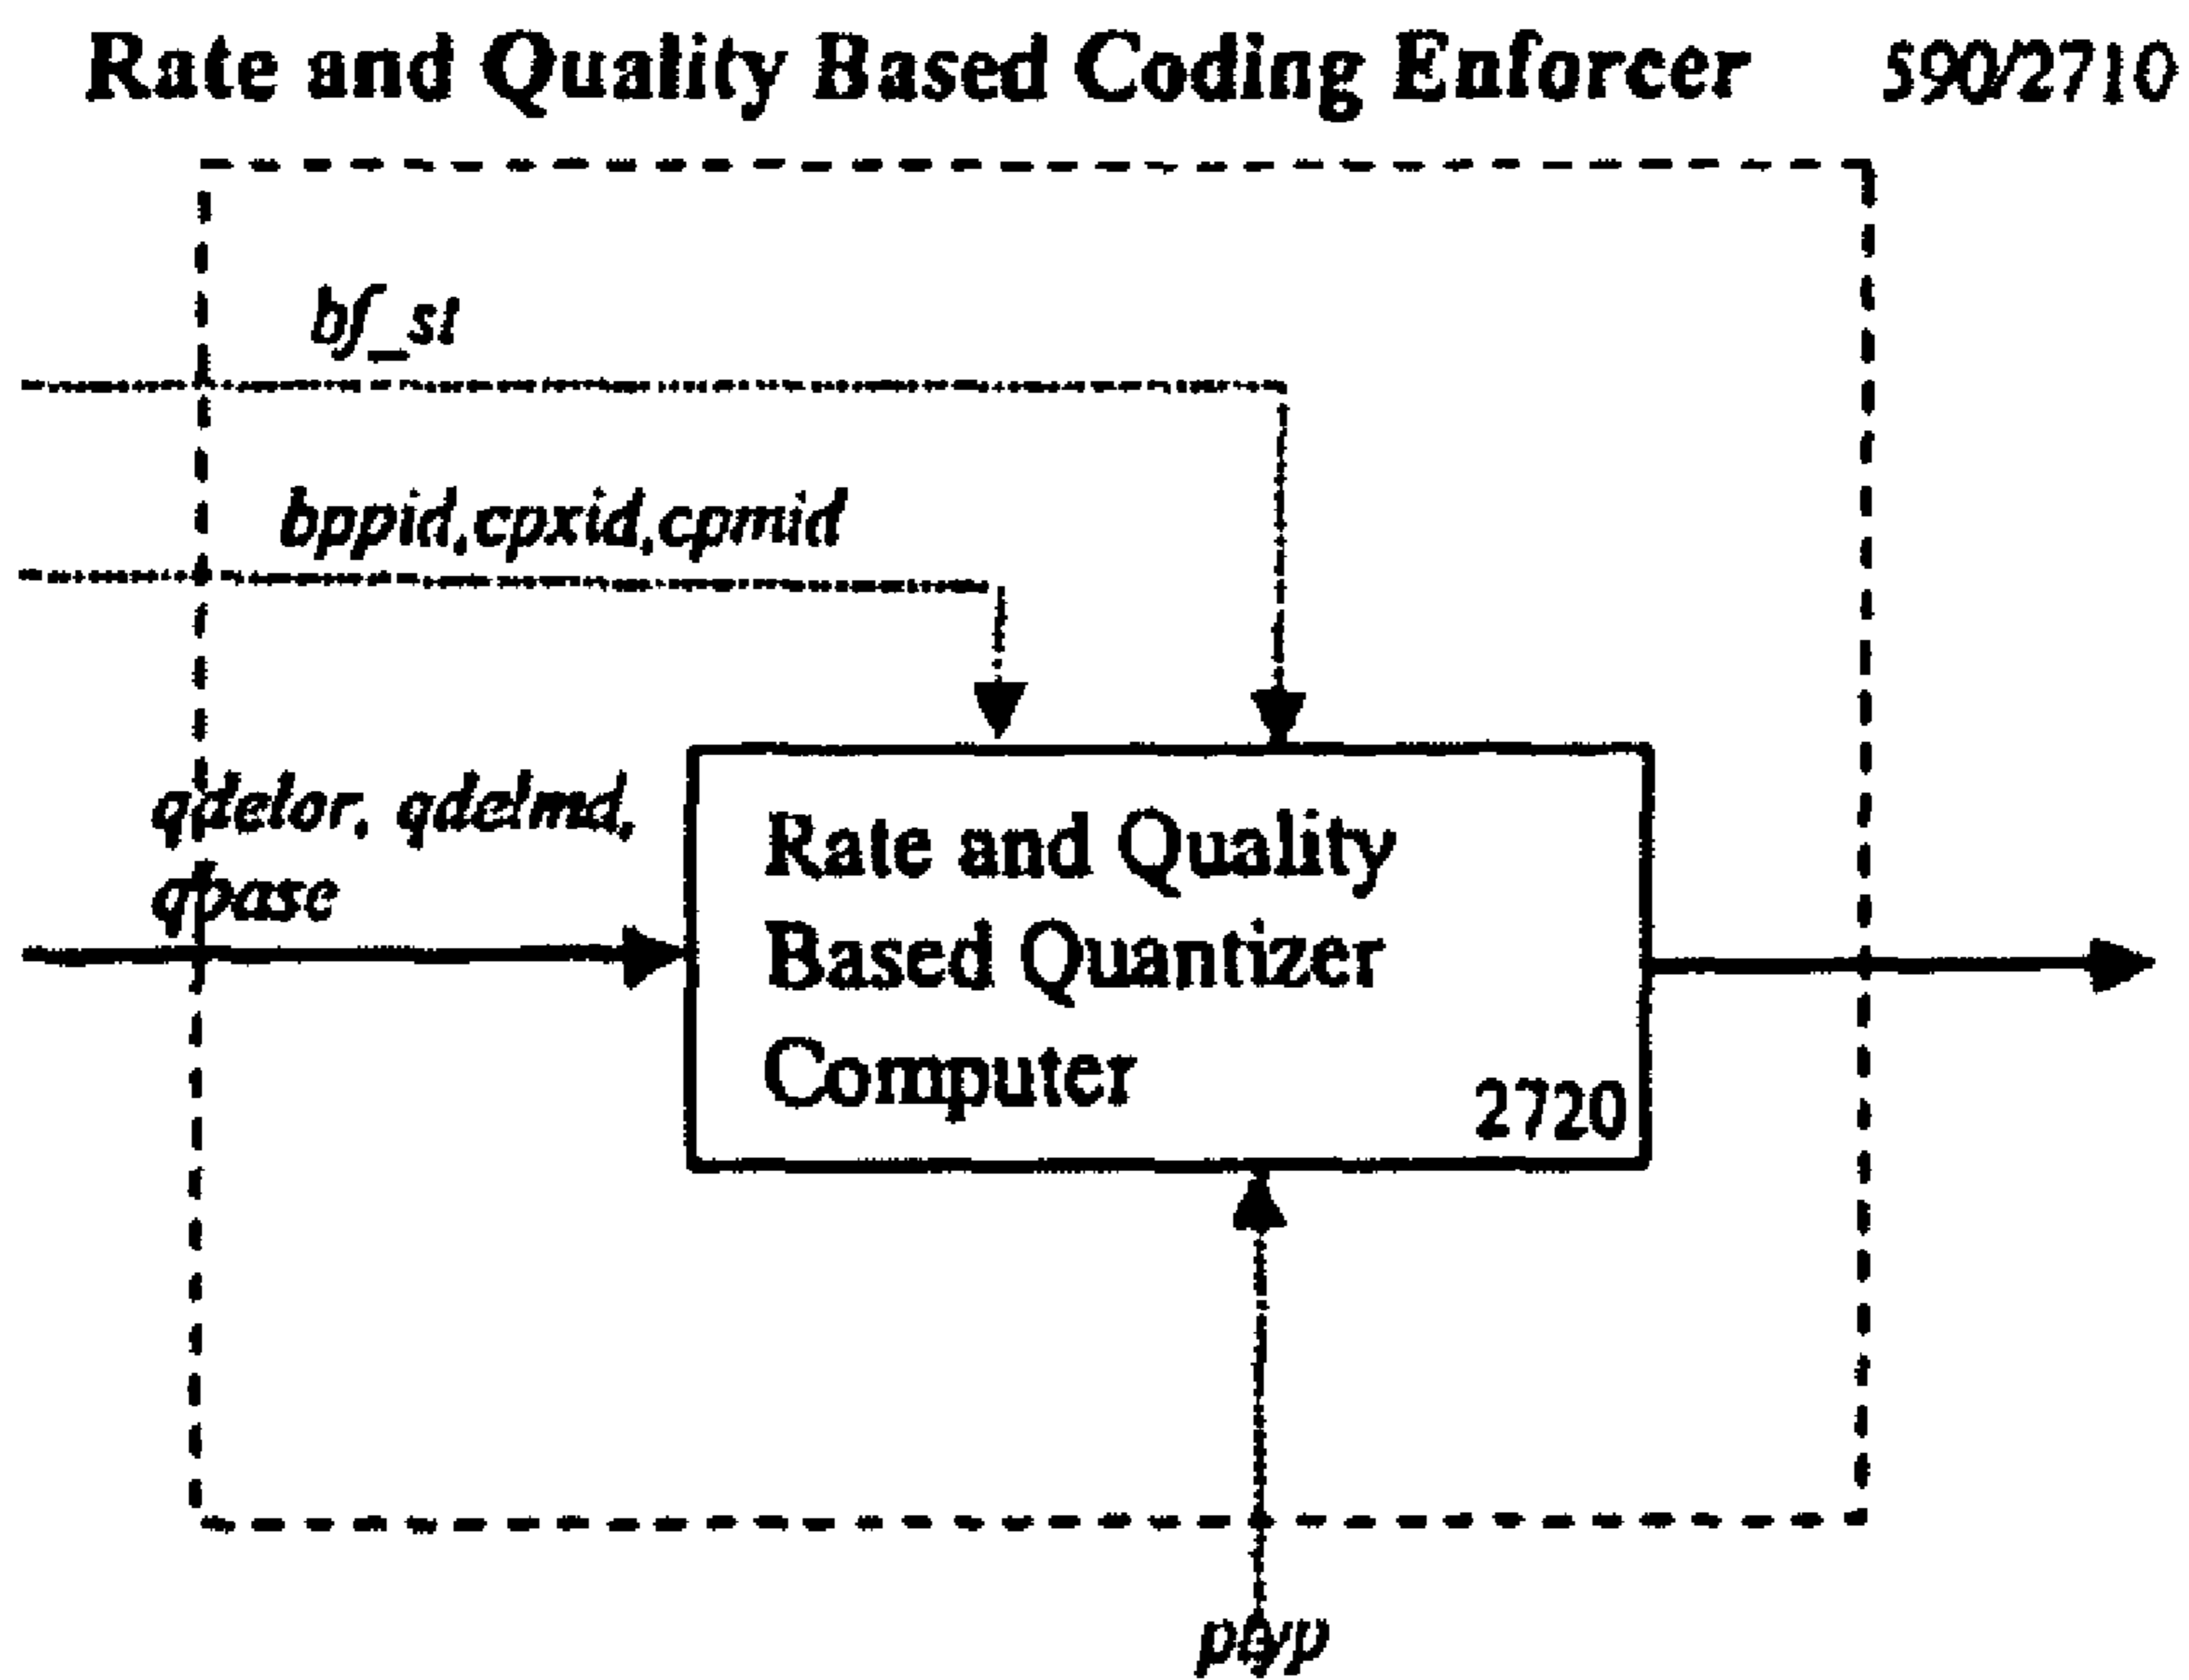 Rate and Quality Based Coding Enforcer 590/2710
bf_st
bppid,cpxid,cpmid
qdelor, qdelmd,
qbase
Rate and Quality
Based Quantizer
Computer
2720